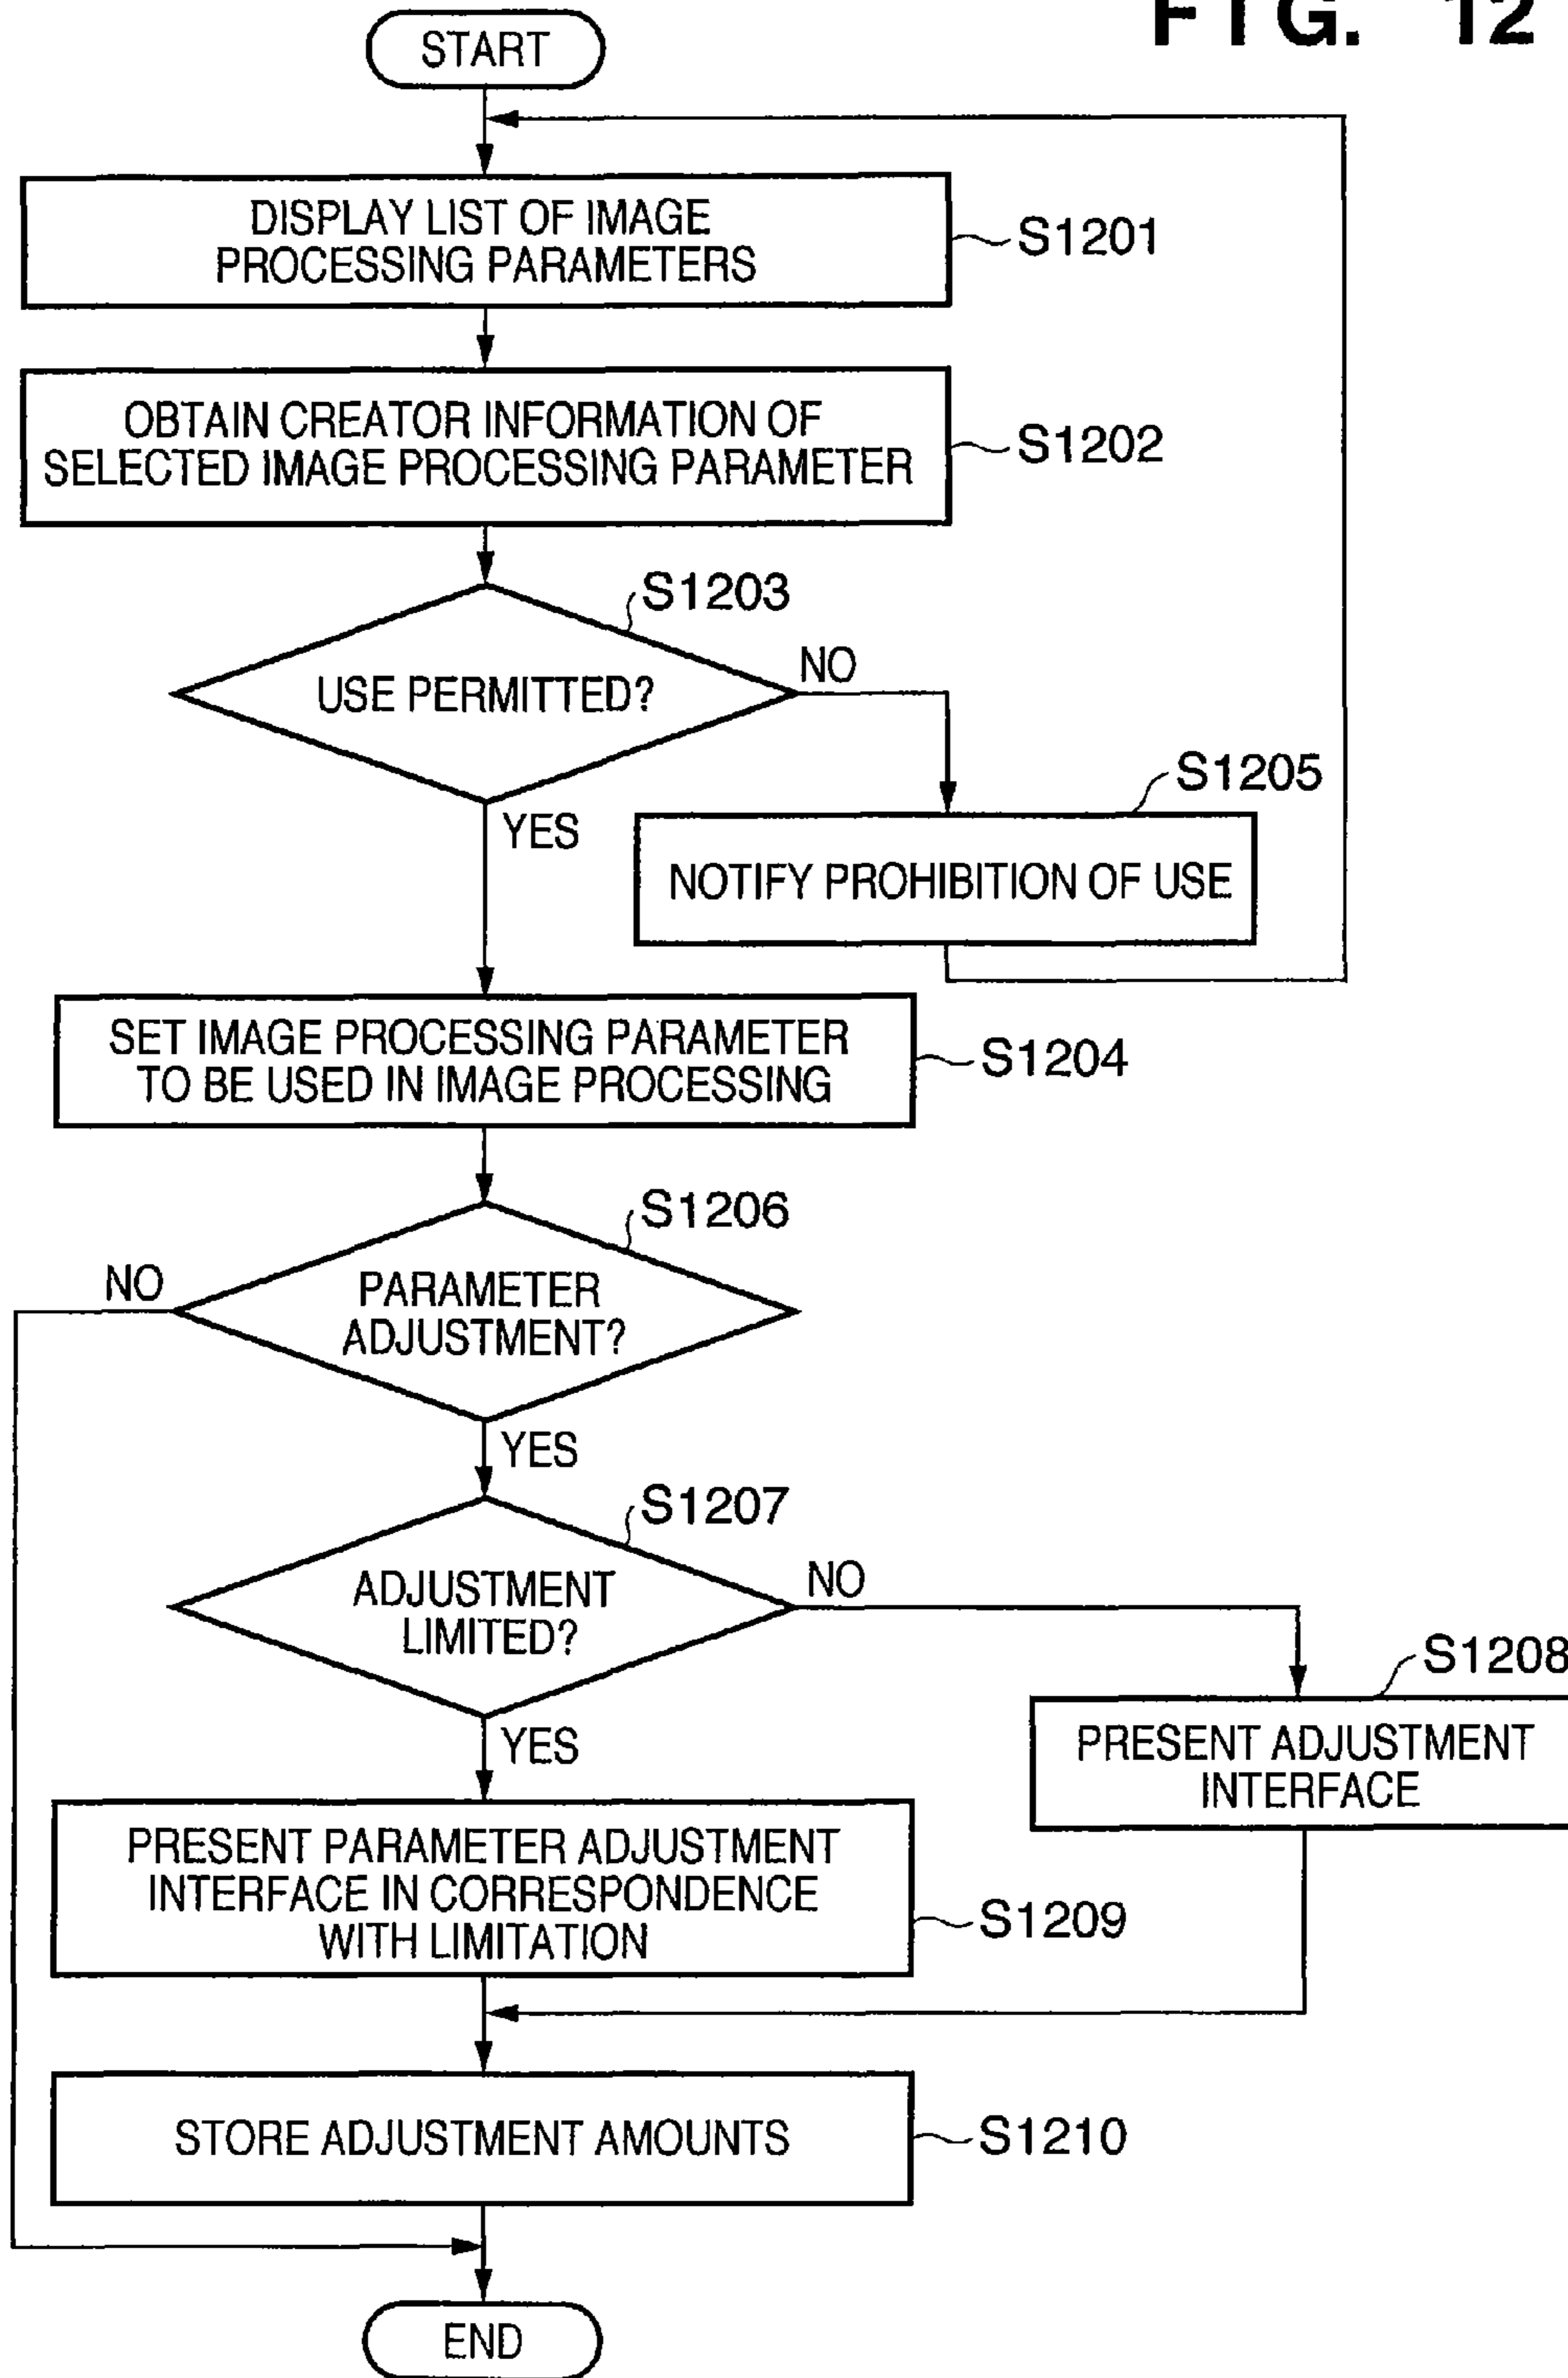 FIG. 12
START
DISPLAY LIST OF IMAGE
PROCESSING PARAMETERS
S1201
OBTAIN CREATOR INFORMATION OF
SELECTED IMAGE PROCESSING PARAMETER
S1202
S1203
USE PERMITTED?
NO
YES
S1205
NOTIFY PROHIBITION OF USE
SET IMAGE PROCESSING PARAMETER
TO BE USED IN IMAGE PROCESSING
S1204
S1206
PARAMETER
ADJUSTMENT?
NO
YES
S1207
ADJUSTMENT
LIMITED?
NO
YES
S1208
PRESENT ADJUSTMENT
INTERFACE
PRESENT PARAMETER ADJUSTMENT
INTERFACE IN CORRESPONDENCE
WITH LIMITATION
S1209
STORE ADJUSTMENT AMOUNTS
S1210
END